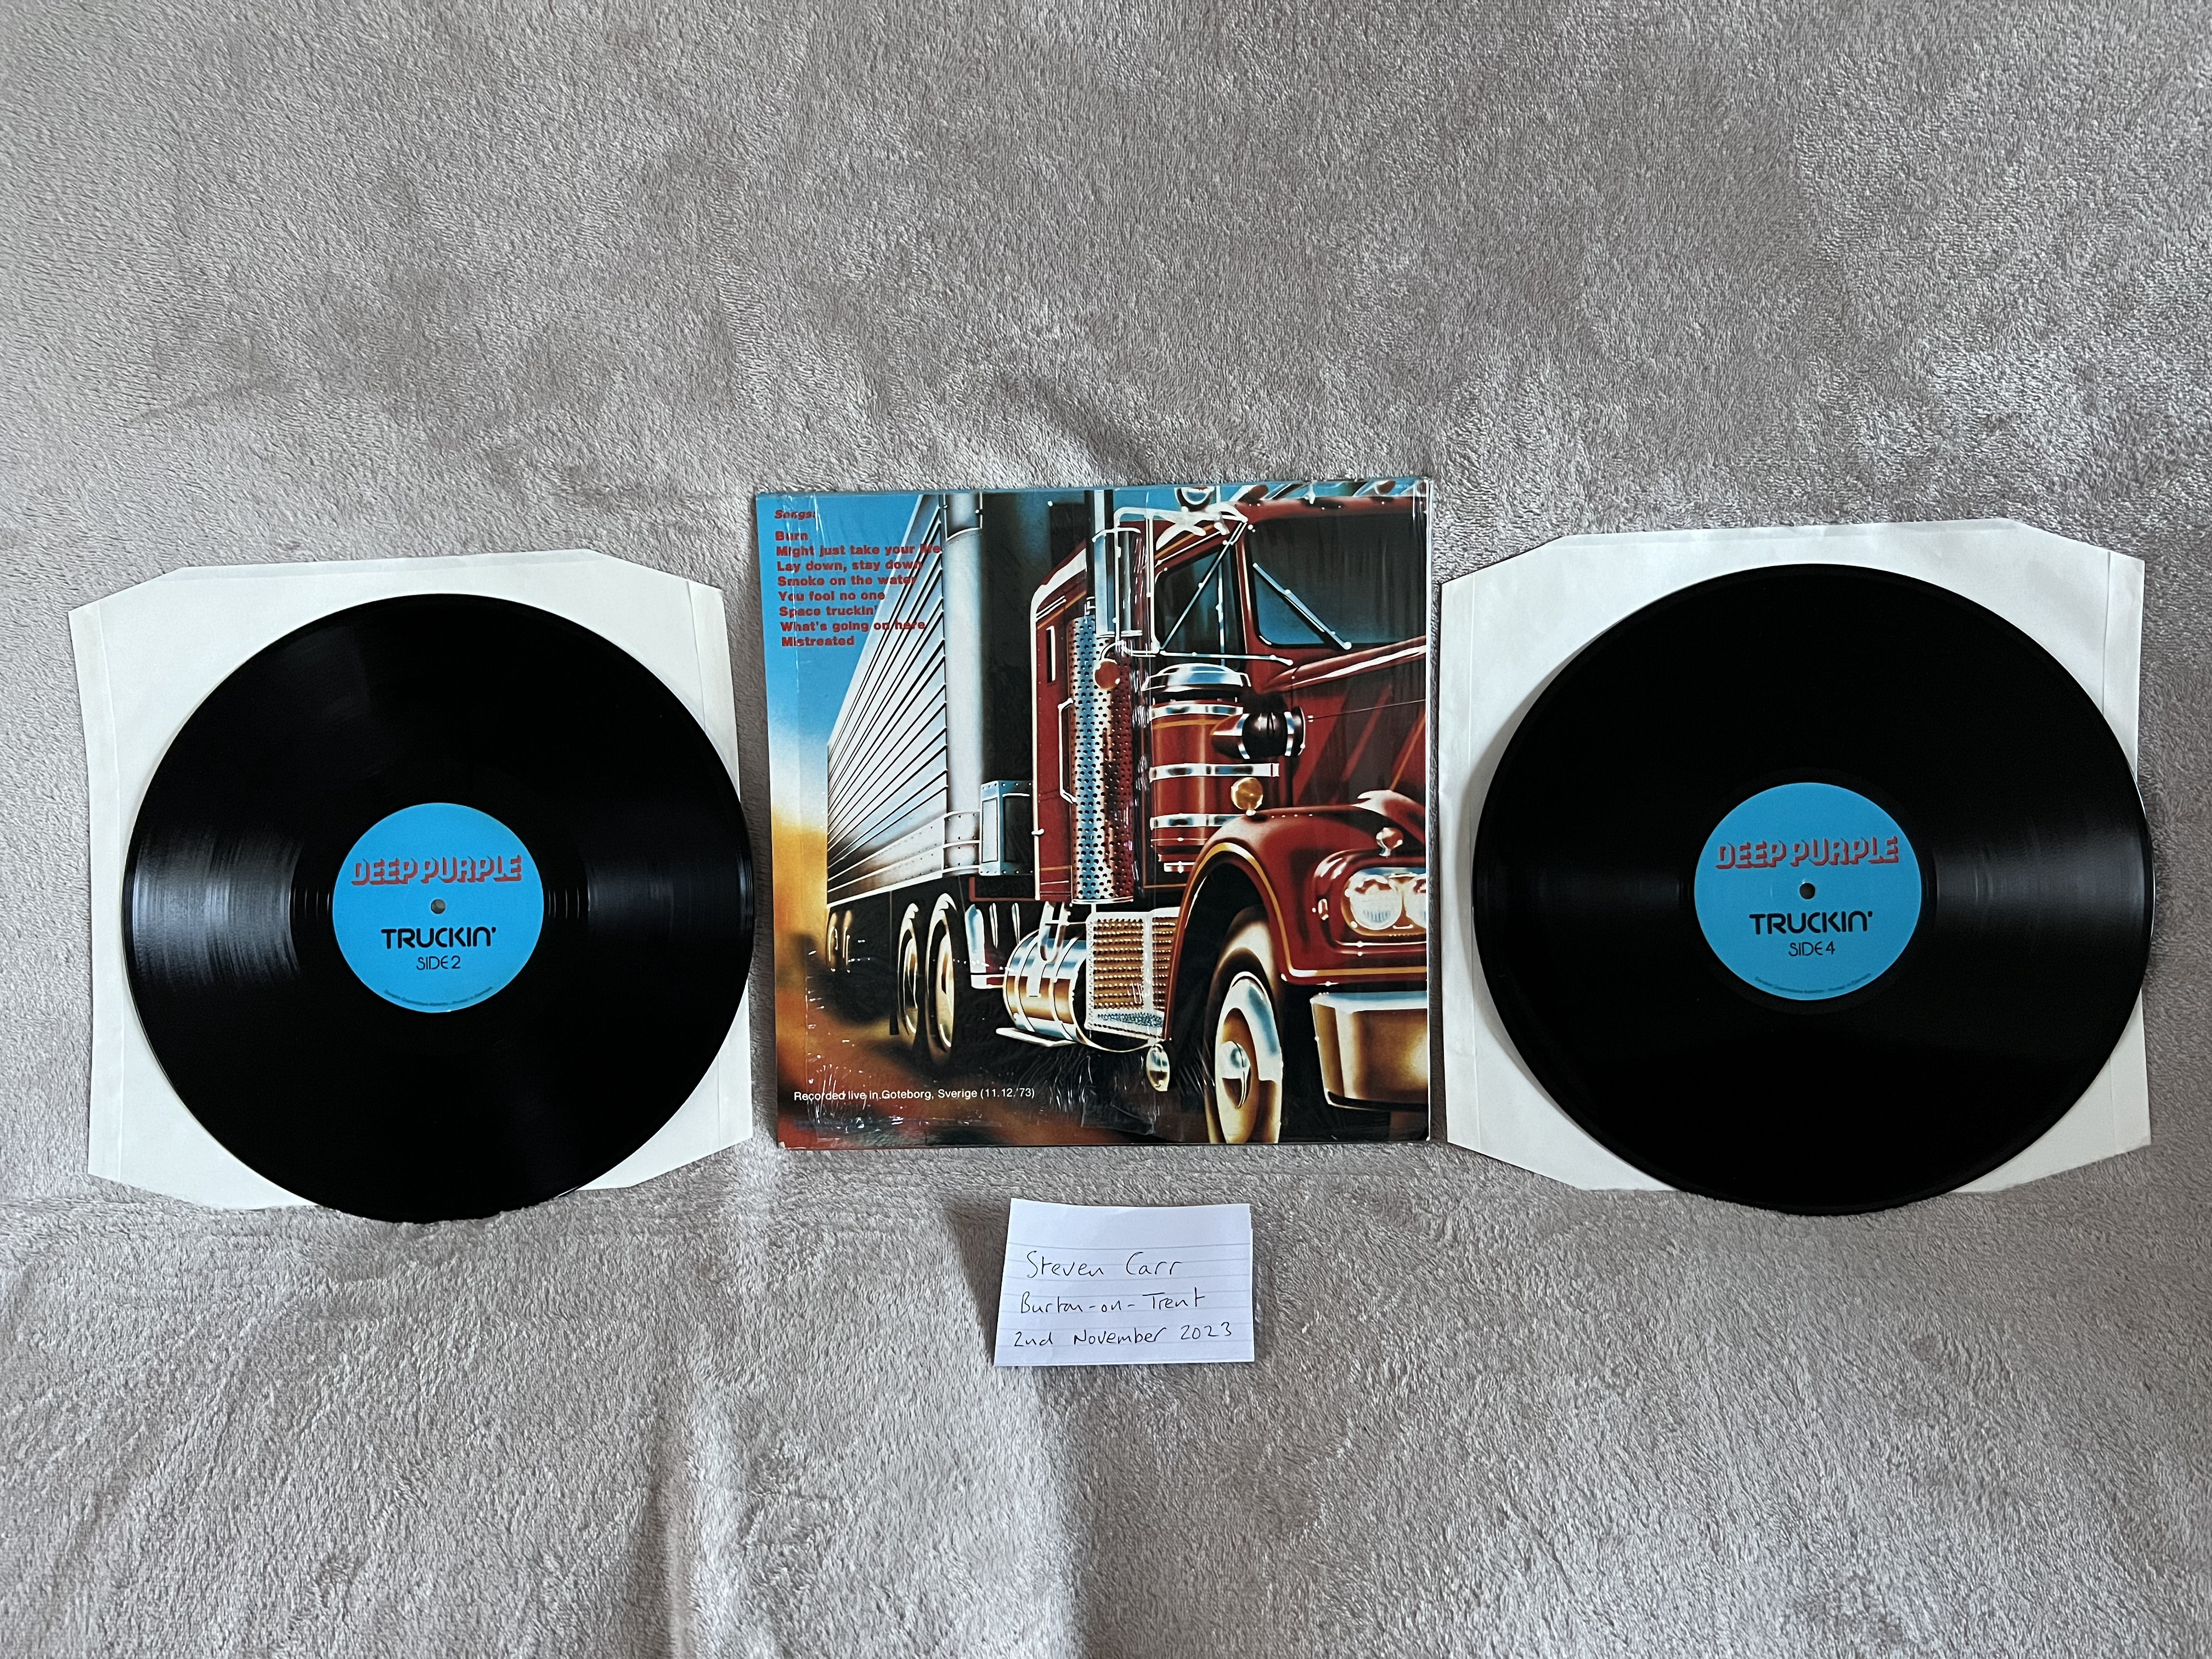 DEEP PURPLE
TRUCKIN'
SIDE 2
Songs:
Burn
Might just take your life
Lay down, stay down
Smoke on the water
You fool no one
Space truckin'
What's going on here
Mistreated
Recorded live in Goteborg, Sverige (11.12.'73)
DEEP PURPLE
TRUCKIN'
SIDE 4
Steven Carr
Burton-on-Trent
2nd November 2023